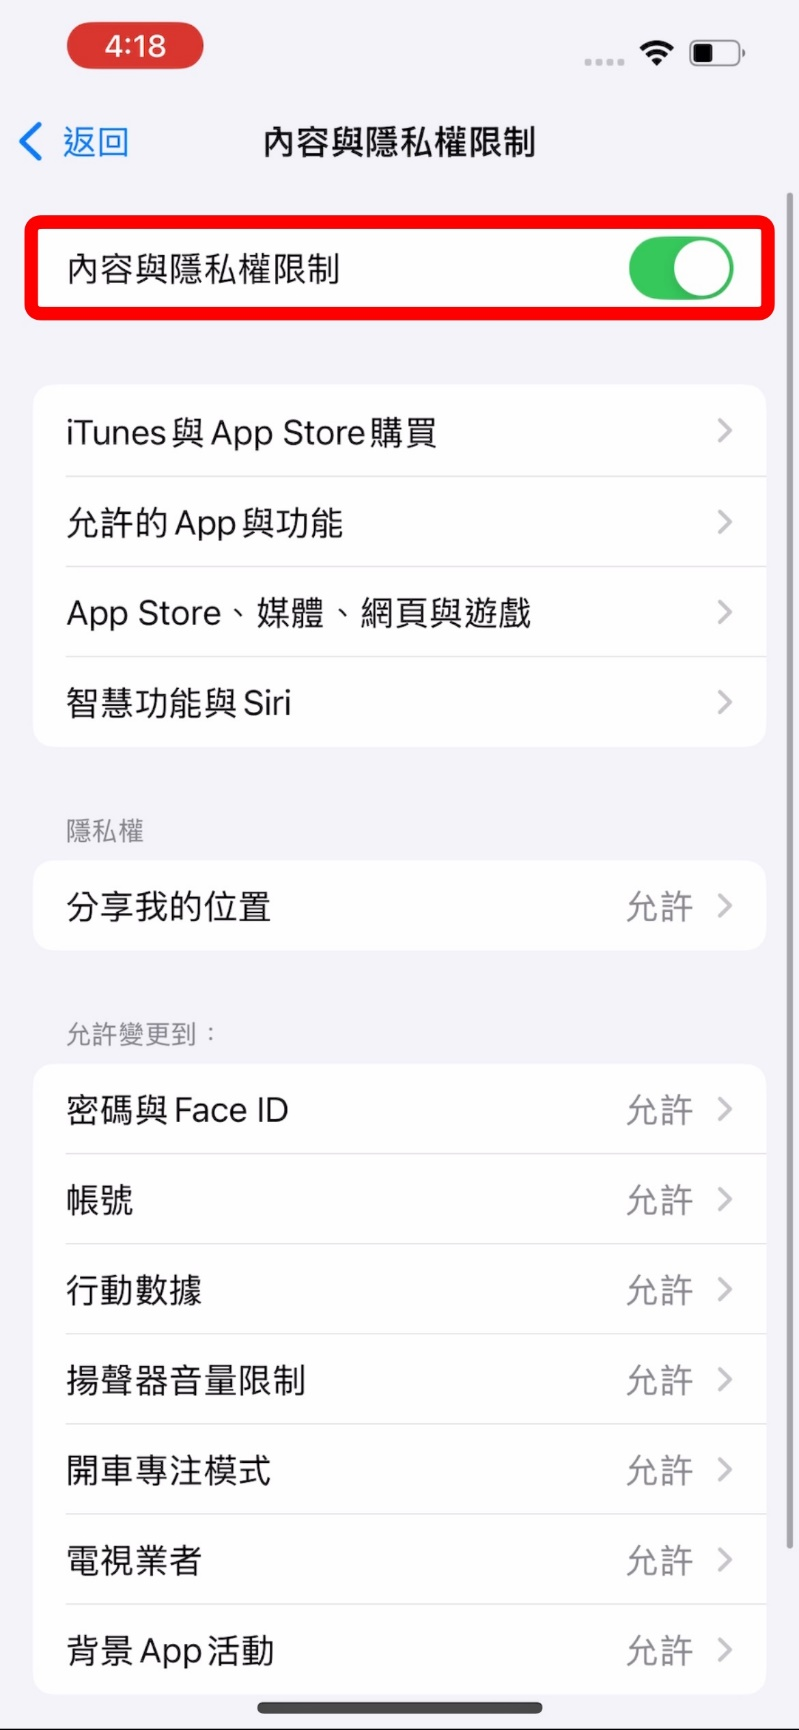 4:18
返回
內容與隱私權限制
內容與隱私權限制
iTunes與App Store購買
允許的App與功能
App Store、媒體、網頁與遊戲
智慧功能與Siri
隱私權
分享我的位置 允許
允許變更到：
密碼與Face ID 允許
帳號 允許
行動數據 允許
揚聲器音量限制 允許
開車專注模式 允許
電視業者 允許
背景App活動 允許